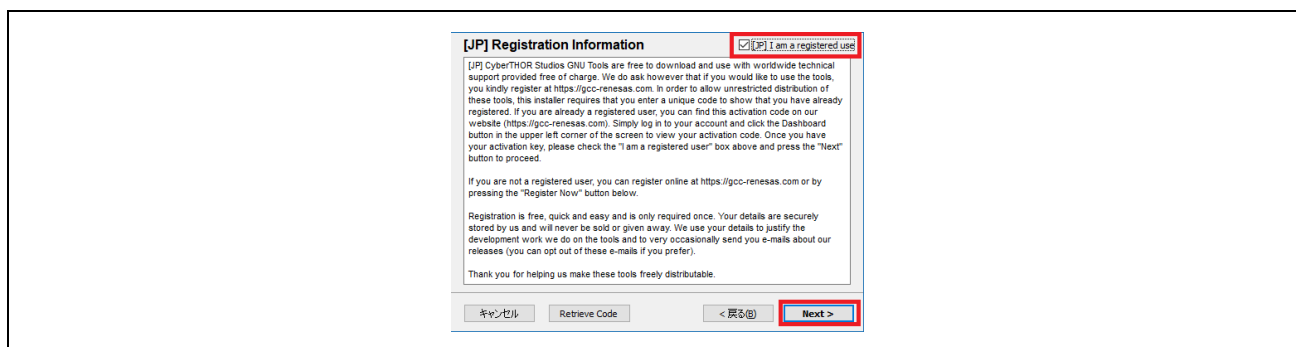 [JP] Registration Information
[JP] I am a registered use
[JP] CyberTHOR Studios GNU Tools are free to download and use with worldwide technical
support provided free of charge. We do ask however that if you would like to use the tools,
you kindly register at https://gcc-renesas.com. In order to allow unrestricted distribution of
these tools, this installer requires that you enter a unique code to show that you have already
registered. If you are already a registered user, you can find this activation code on our
website (https://gcc-renesas.com). Simply log in to your account and click the Dashboard
button in the upper left corner of the screen to view your activation code. Once you have
your activation key, please check the "I am a registered user" box above and press the "Next"
button to proceed.
If you are not a registered user, you can register online at https://gcc-renesas.com or by
pressing the "Register Now" button below.
Registration is free, quick and easy and is only required once. Your details are securely
stored by us and will never be sold or given away. We use your details to justify the
development work we do on the tools and to very occasionally send you e-mails about our
releases (you can opt out of these e-mails if you prefer).
Thank you for helping us make these tools freely distributable.
キャンセル
Retrieve Code
< 戻る(B)
Next >